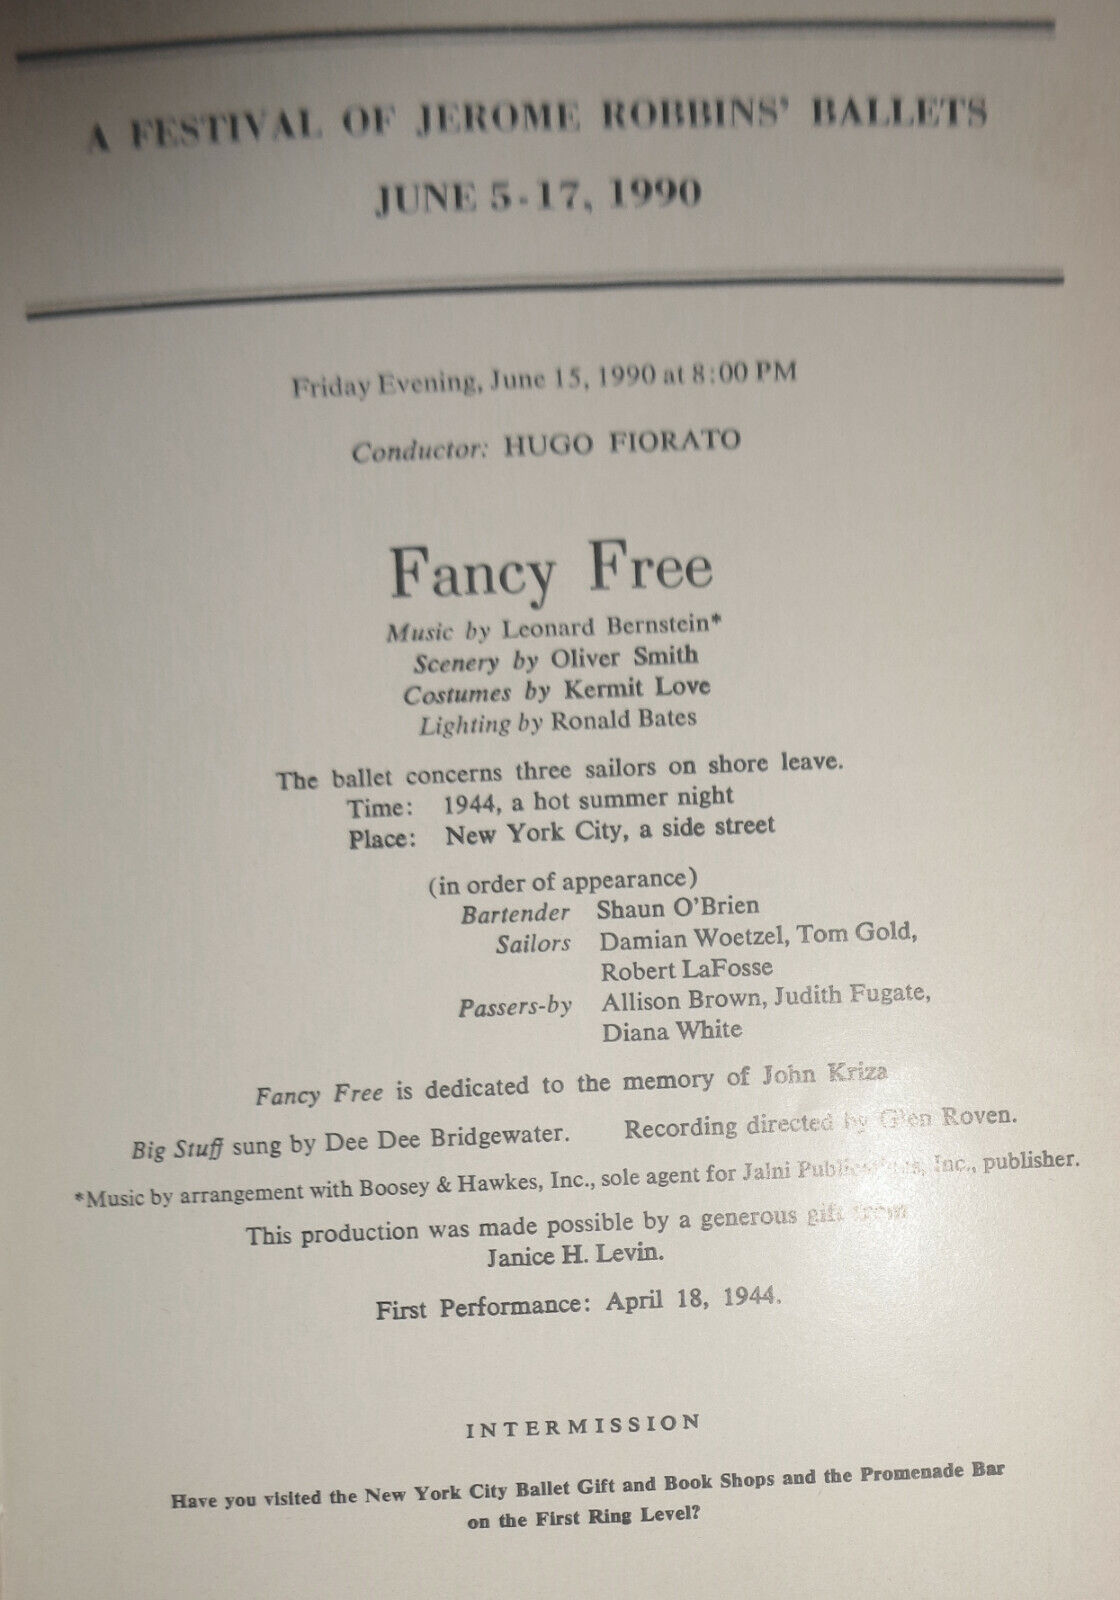 A FESTIVAL OF JEROME ROBBINS' BALLETS
JUNE 5-17, 1990
Friday Evening, June 15, 1990 at 8:00 PM
Conductor: HUGO FIORATO
Fancy Free
Music by Leonard Bernstein*
Scenery by Oliver Smith
Costumes by Kermit Love
Lighting by Ronald Bates
The ballet concerns three sailors on shore leave.
Time: 1944, a hot summer night
Place: New York City, a side street
(in order of appearance)
Bartender Shaun O'Brien
Sailors Damian Woetzel, Tom Gold,
Robert LaFosse
Passers-by Allison Brown, Judith Fugate,
Diana White
Fancy Free is dedicated to the memory of John Kriza
Big Stuff sung by Dee Dee Bridgewater. Recording directed by Glen Roven.
*Music by arrangement with Boosey & Hawkes, Inc., sole agent for Jalni Publications, Inc., publisher.
This production was made possible by a generous gift from
Janice H. Levin.
First Performance: April 18, 1944.
INTERMISSION
Have you visited the New York City Ballet Gift and Book Shops and the Promenade Bar
on the First Ring Level?